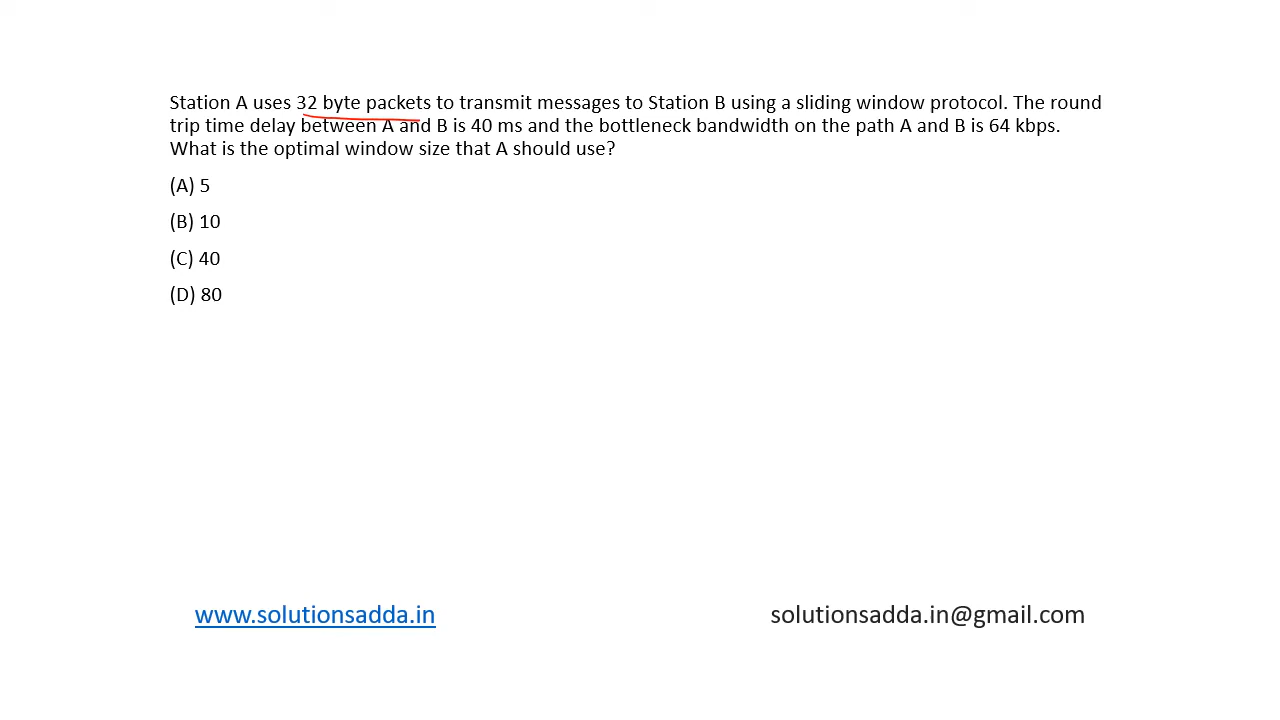 Station A uses 32 byte packets to transmit messages to Station B using a sliding window protocol. The round
trip time delay between A and B is 40 ms and the bottleneck bandwidth on the path A and B is 64 kbps.
What is the optimal window size that A should use?
(A) 5
(B) 10
(C) 40
(D) 80
www.solutionsadda.in
solutionsadda.in@gmail.com